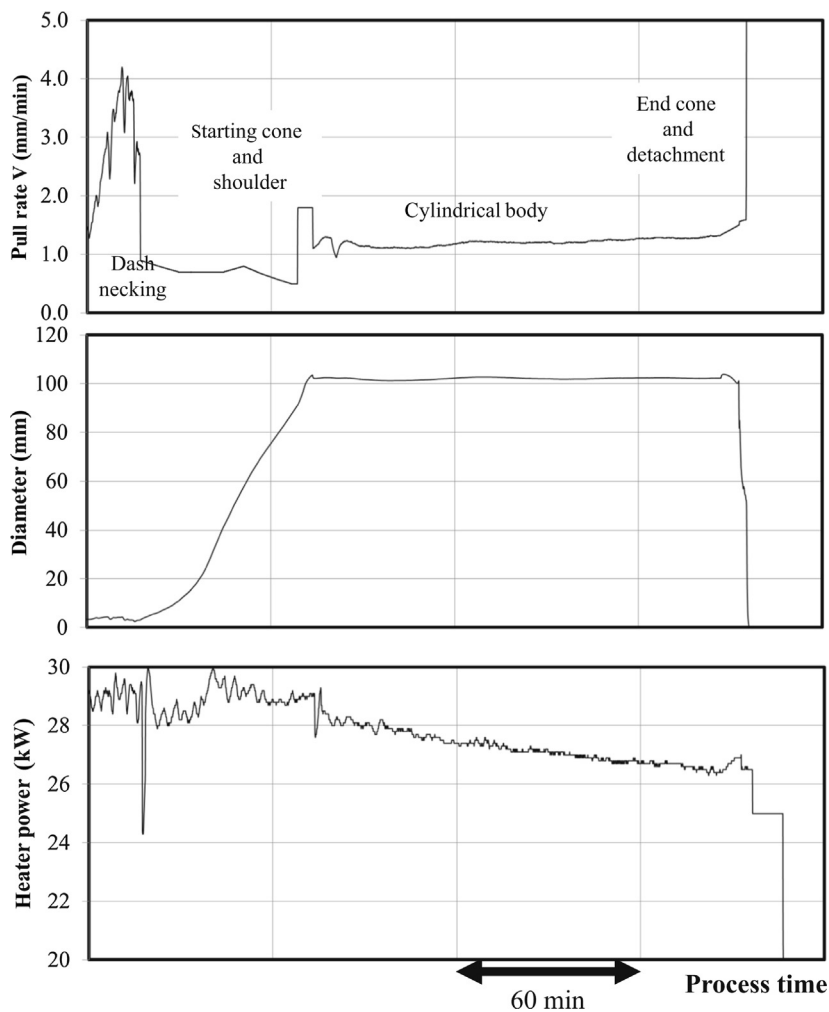 Pull rate V (mm/min)
5.0
4.0
3.0
2.0
1.0
0.0
Starting cone
and
shoulder
End cone
and
detachment
Cylindrical body
Dash
necking
Diameter (mm)
120
100
80
60
40
20
0
Heater power (kW)
30
28
26
24
22
20
60 min
Process time